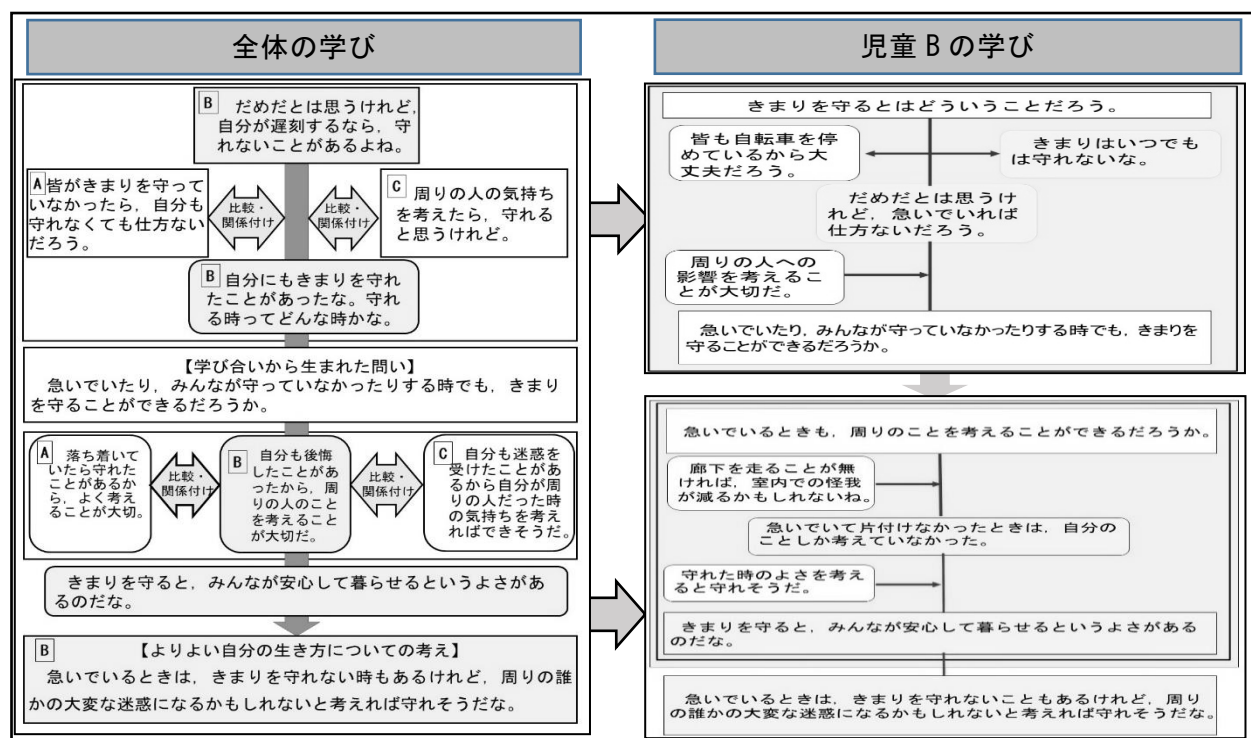 全体の学び
B だめだとは思うけれど,
自分が遅刻するなら,守
れないことがあるよね。
A 皆がきまりを守って
いなかったら,自分も
守れなくても仕方ない
だろう。
比較・
関係付け
比較・
関係付け
C 周りの人の気持ち
を考えたら,守れる
と思うけれど。
B 自分にもきまりを守れ
たことがあったな。守れ
る時ってどんな時かな。
【学び合いから生まれた問い】
急いでいたり,みんなが守っていなかったりする時でも,きまり
を守ることができるだろうか。
A 落ち着いて
いたら守れた
ことがあるか
ら,よく考え
ることが大切。
比較・
関係付け
B 自分も後悔
したことがあ
ったから,周
りの人のこと
を考えること
が大切だ。
比較・
関係付け
C 自分も迷惑を
受けたことがあ
るから自分が周
りの人だった時
の気持ちを考え
ればできそうだ。
きまりを守ると,みんなが安心して暮らせるというよさがあ
るのだな。
B 【よりよい自分の生き方についての考え】
急いでいるときは,きまりを守れない時もあるけれど,周りの誰
かの大変な迷惑になるかもしれないと考えれば守れそうだな。
児童Bの学び
きまりを守るとはどういうことだろう。
皆も自転車を停
めているから大
丈夫だろう。
きまりはいつでも
は守れないな。
だめだとは思うけ
れど,急いでいれば
仕方ないだろう。
周りの人への
影響を考えるこ
とが大切だ。
急いでいたり,みんなが守っていなかったりする時でも,きまりを
守ることができるだろうか。
急いでいるときも,周りのことを考えることができるだろうか。
廊下を走ることが無
ければ,室内での怪我
が減るかもしれないね。
急いでいて片付けなかったときは,自分の
ことしか考えていなかった。
守れた時のよさを考え
ると守れそうだ。
きまりを守ると,みんなが安心して暮らせるというよさがある
のだな。
急いでいるときは,きまりを守れないこともあるけれど,周り
の誰かの大変な迷惑になるかもしれないと考えれば守れそうだな。